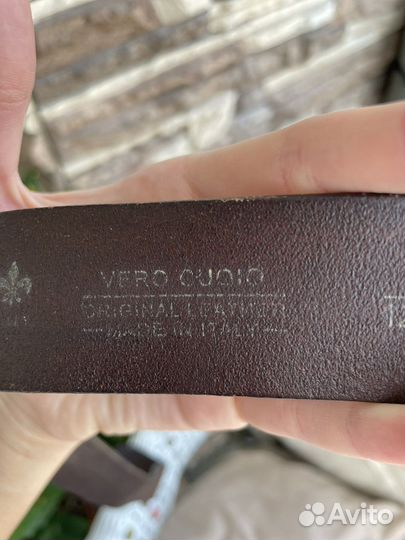 VERO CUOIO
ORIGINAL LEATHER
MADE IN ITALY
Avito